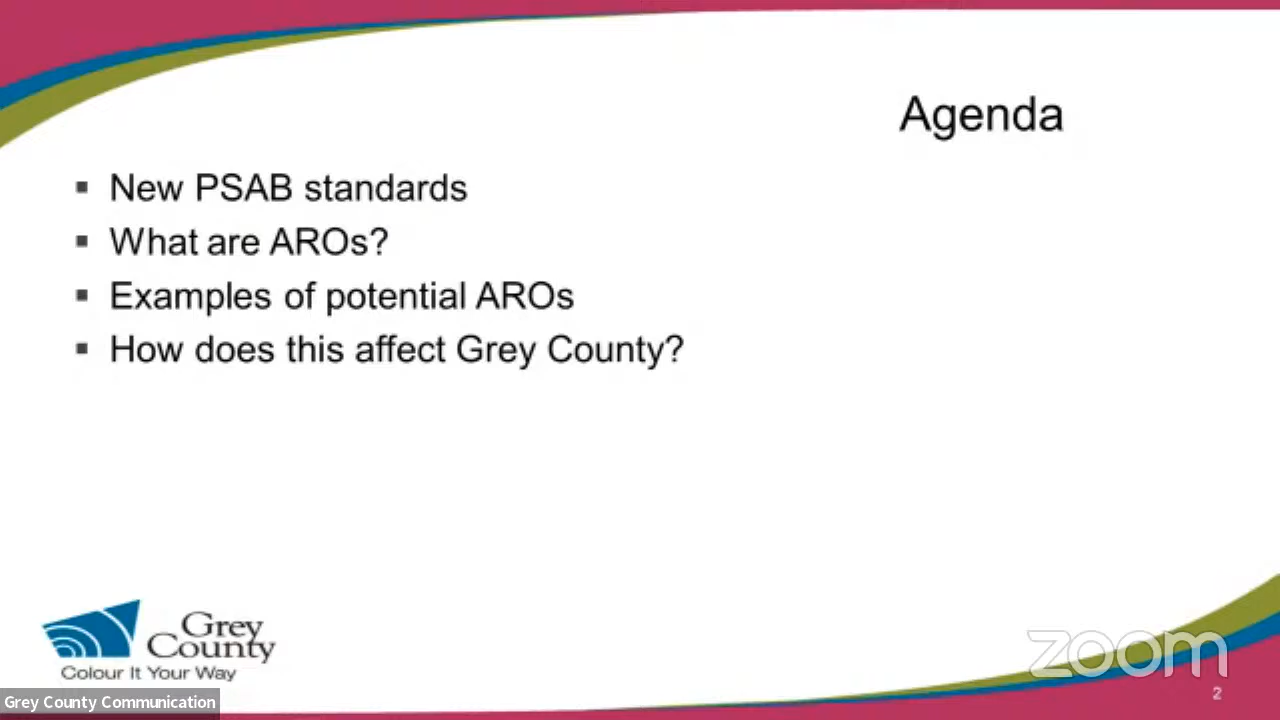 Agenda
New PSAB standards
What are AROs?
Examples of potential AROs
How does this affect Grey County?
Grey
County
Colour It Your Way
zoom
2
Grey County Communication